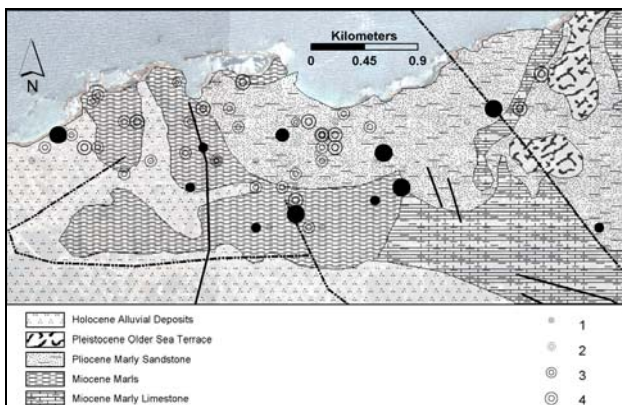 Kilometers
0 0.45 0.9
N
Holocene Alluvial Deposits
Pleistocene Older Sea Terrace
Pliocene Marly Sandstone
Miocene Marls
Miocene Marly Limestone
1
2
3
4